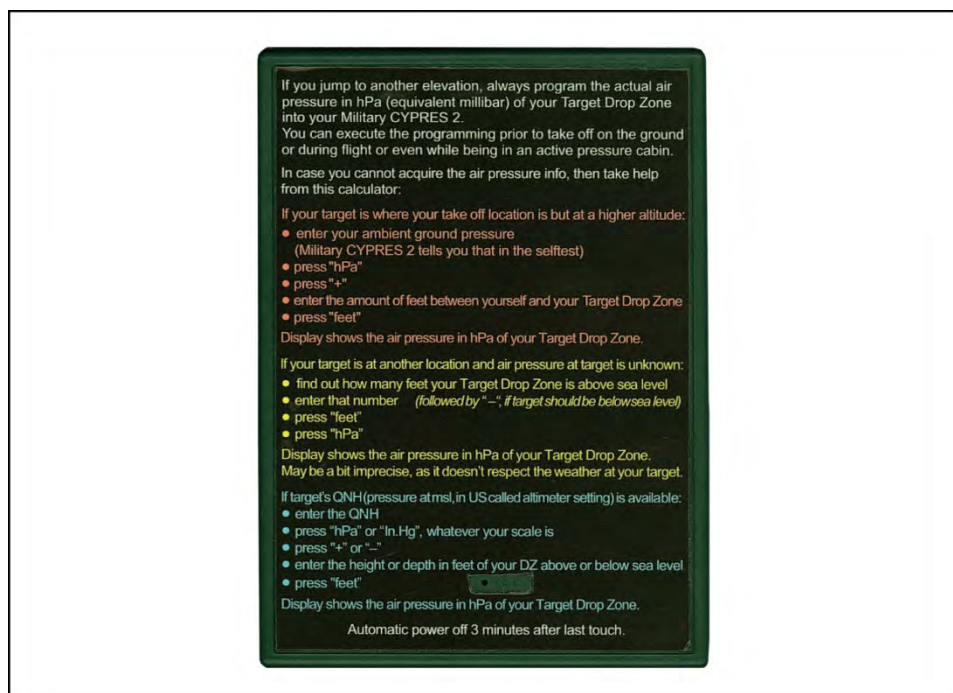 If you jump to another elevation, always program the actual air
pressure in hPa (equivalent millibar) of your Target Drop Zone
into your Military CYPRES 2.
You can execute the programming prior to take off on the ground
or during flight or even while being in an active pressure cabin.
In case you cannot acquire the air pressure info, then take help
from this calculator:
If your target is where your take off location is but at a higher altitude:
• enter your ambient ground pressure
(Military CYPRES 2 tells you that in the selftest)
• press "hPa"
• press "+"
• enter the amount of feet between yourself and your Target Drop Zone
• press "feet"
Display shows the air pressure in hPa of your Target Drop Zone.
If your target is at another location and air pressure at target is unknown:
• find out how many feet your Target Drop Zone is above sea level
• enter that number (followed by "–", if target should be below sea level)
• press "feet"
• press "hPa"
Display shows the air pressure in hPa of your Target Drop Zone.
May be a bit imprecise, as it doesn't respect the weather at your target.
If target's QNH (pressure at msl, in US called altimeter setting) is available:
• enter the QNH
• press "hPa" or "In.Hg", whatever your scale is
• press "+" or "–"
• enter the height or depth in feet of your DZ above or below sea level
• press "feet"
Display shows the air pressure in hPa of your Target Drop Zone.
Automatic power off 3 minutes after last touch.